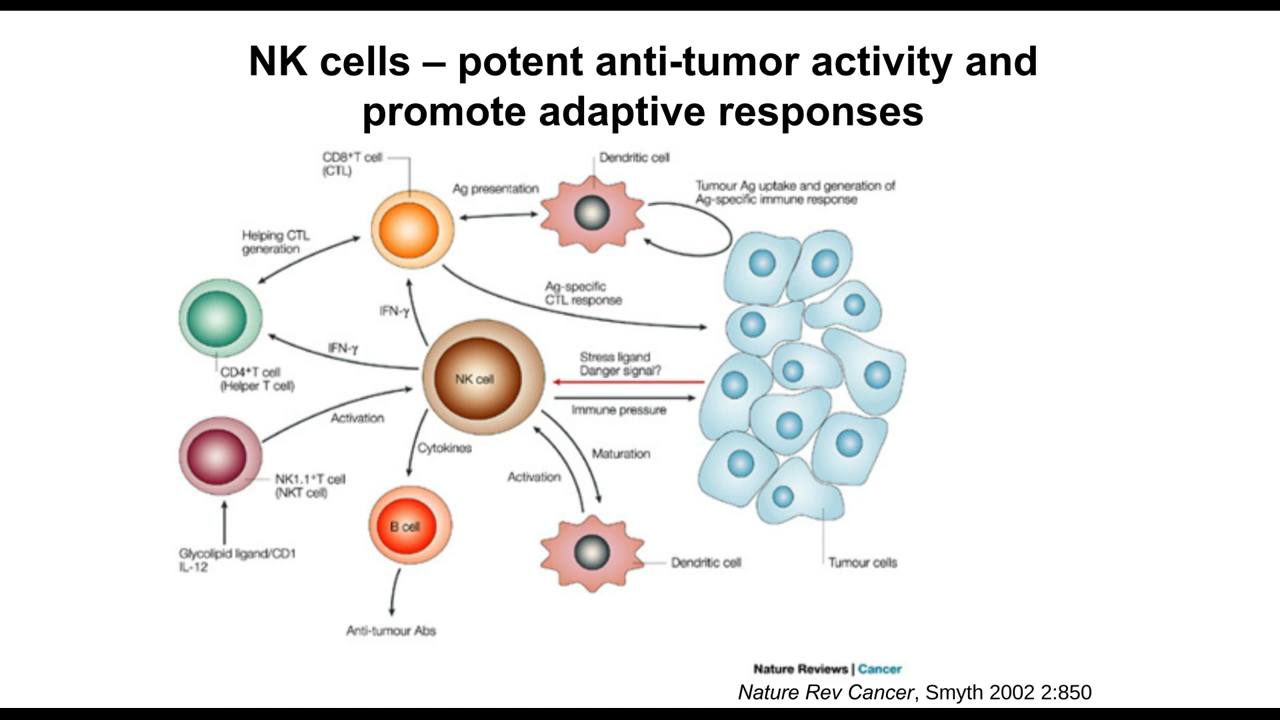 NK cells – potent anti-tumor activity and
promote adaptive responses
CD8⁺T cell
(CTL)
Dendritic cell
Ag presentation
Tumour Ag uptake and generation of
Ag-specific immune response
Helping CTL
generation
Ag-specific
CTL response
IFN-γ
IFN-γ
Stress ligand
Danger signal?
NK cell
CD4⁺T cell
(Helper T cell)
Immune pressure
Activation
Cytokines
Maturation
Activation
NK1.1⁺T cell
(NKT cell)
B cell
Glycolipid ligand/CD1
IL-12
Dendritic cell
Tumour cells
Anti-tumour Abs
Nature Reviews | Cancer
Nature Rev Cancer, Smyth 2002 2:850